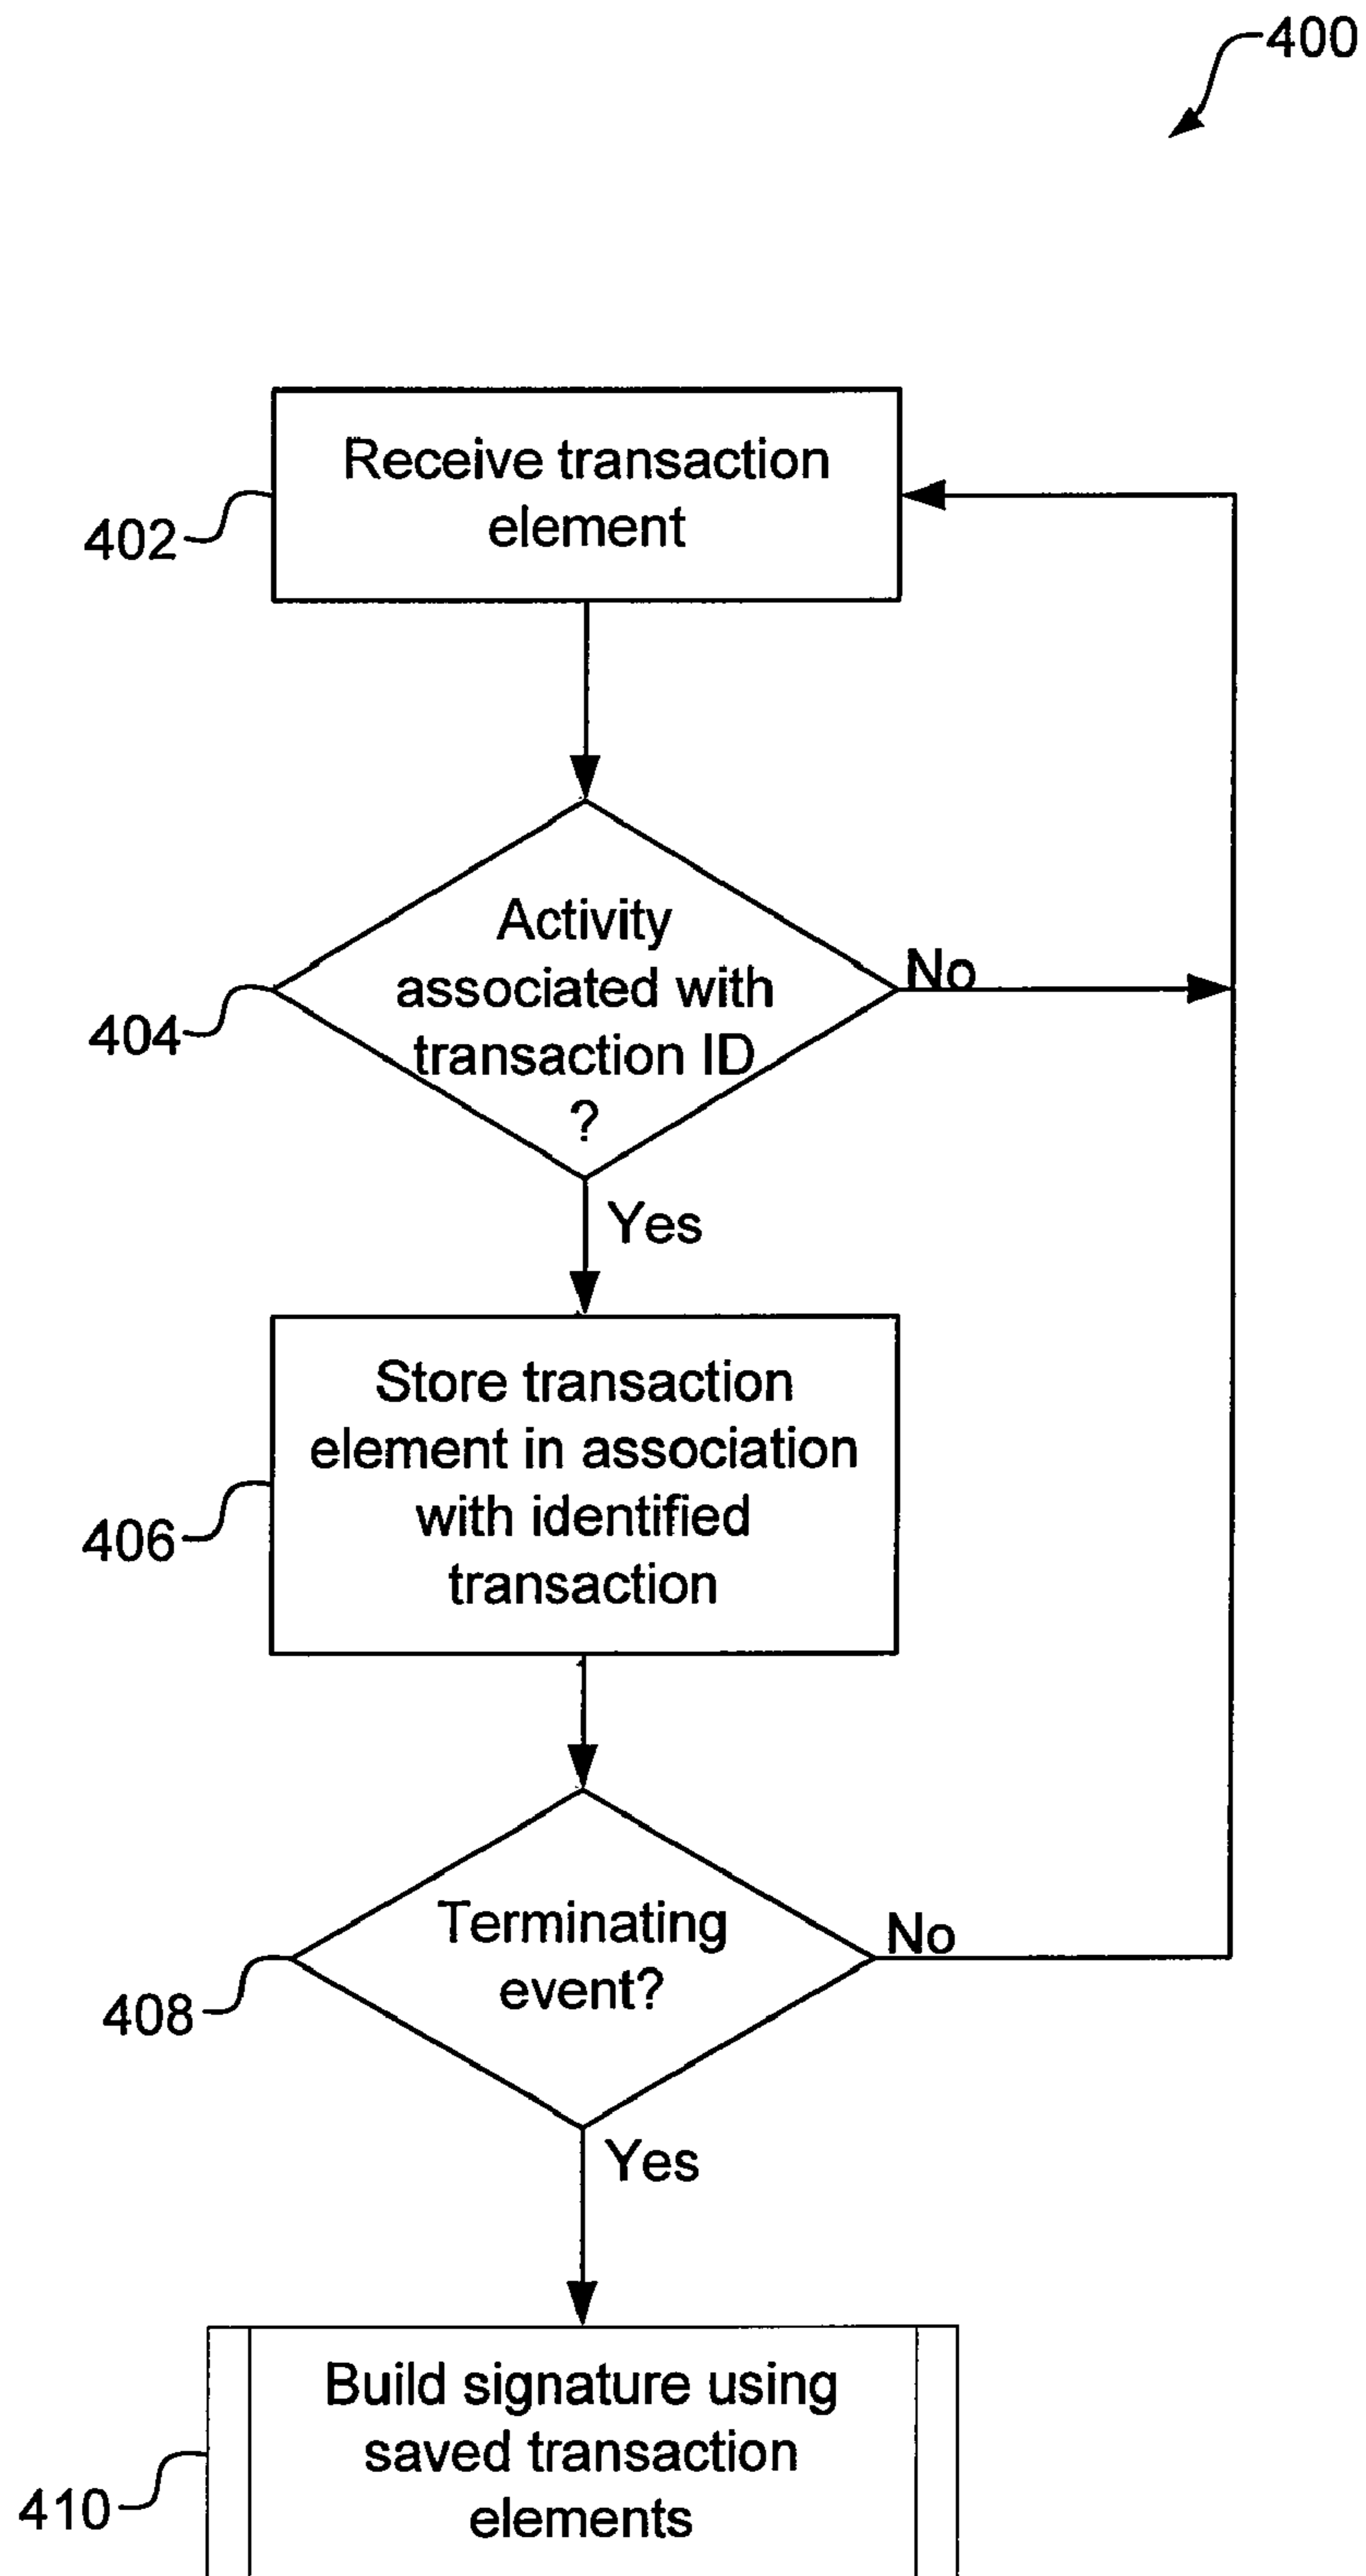 400
Receive transaction
element
402
Activity
associated with
transaction ID
?
No
404
Yes
Store transaction
element in association
with identified
transaction
406
Terminating
event?
No
408
Yes
Build signature using
saved transaction
elements
410